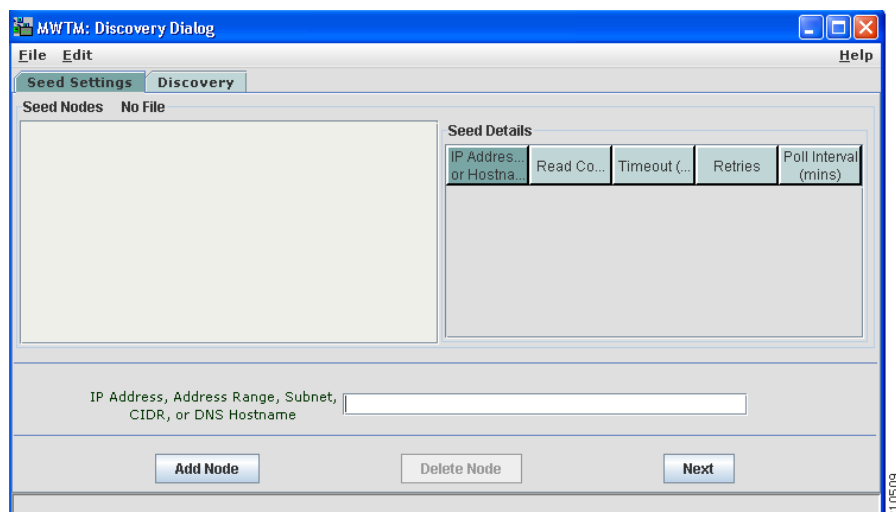 MWTM: Discovery Dialog
File Edit Help
Seed Settings Discovery
Seed Nodes No File
Seed Details
IP Addres... or Hostna...
Read Co...
Timeout (...
Retries
Poll Interval (mins)
IP Address, Address Range, Subnet,
CIDR, or DNS Hostname
Add Node Delete Node Next